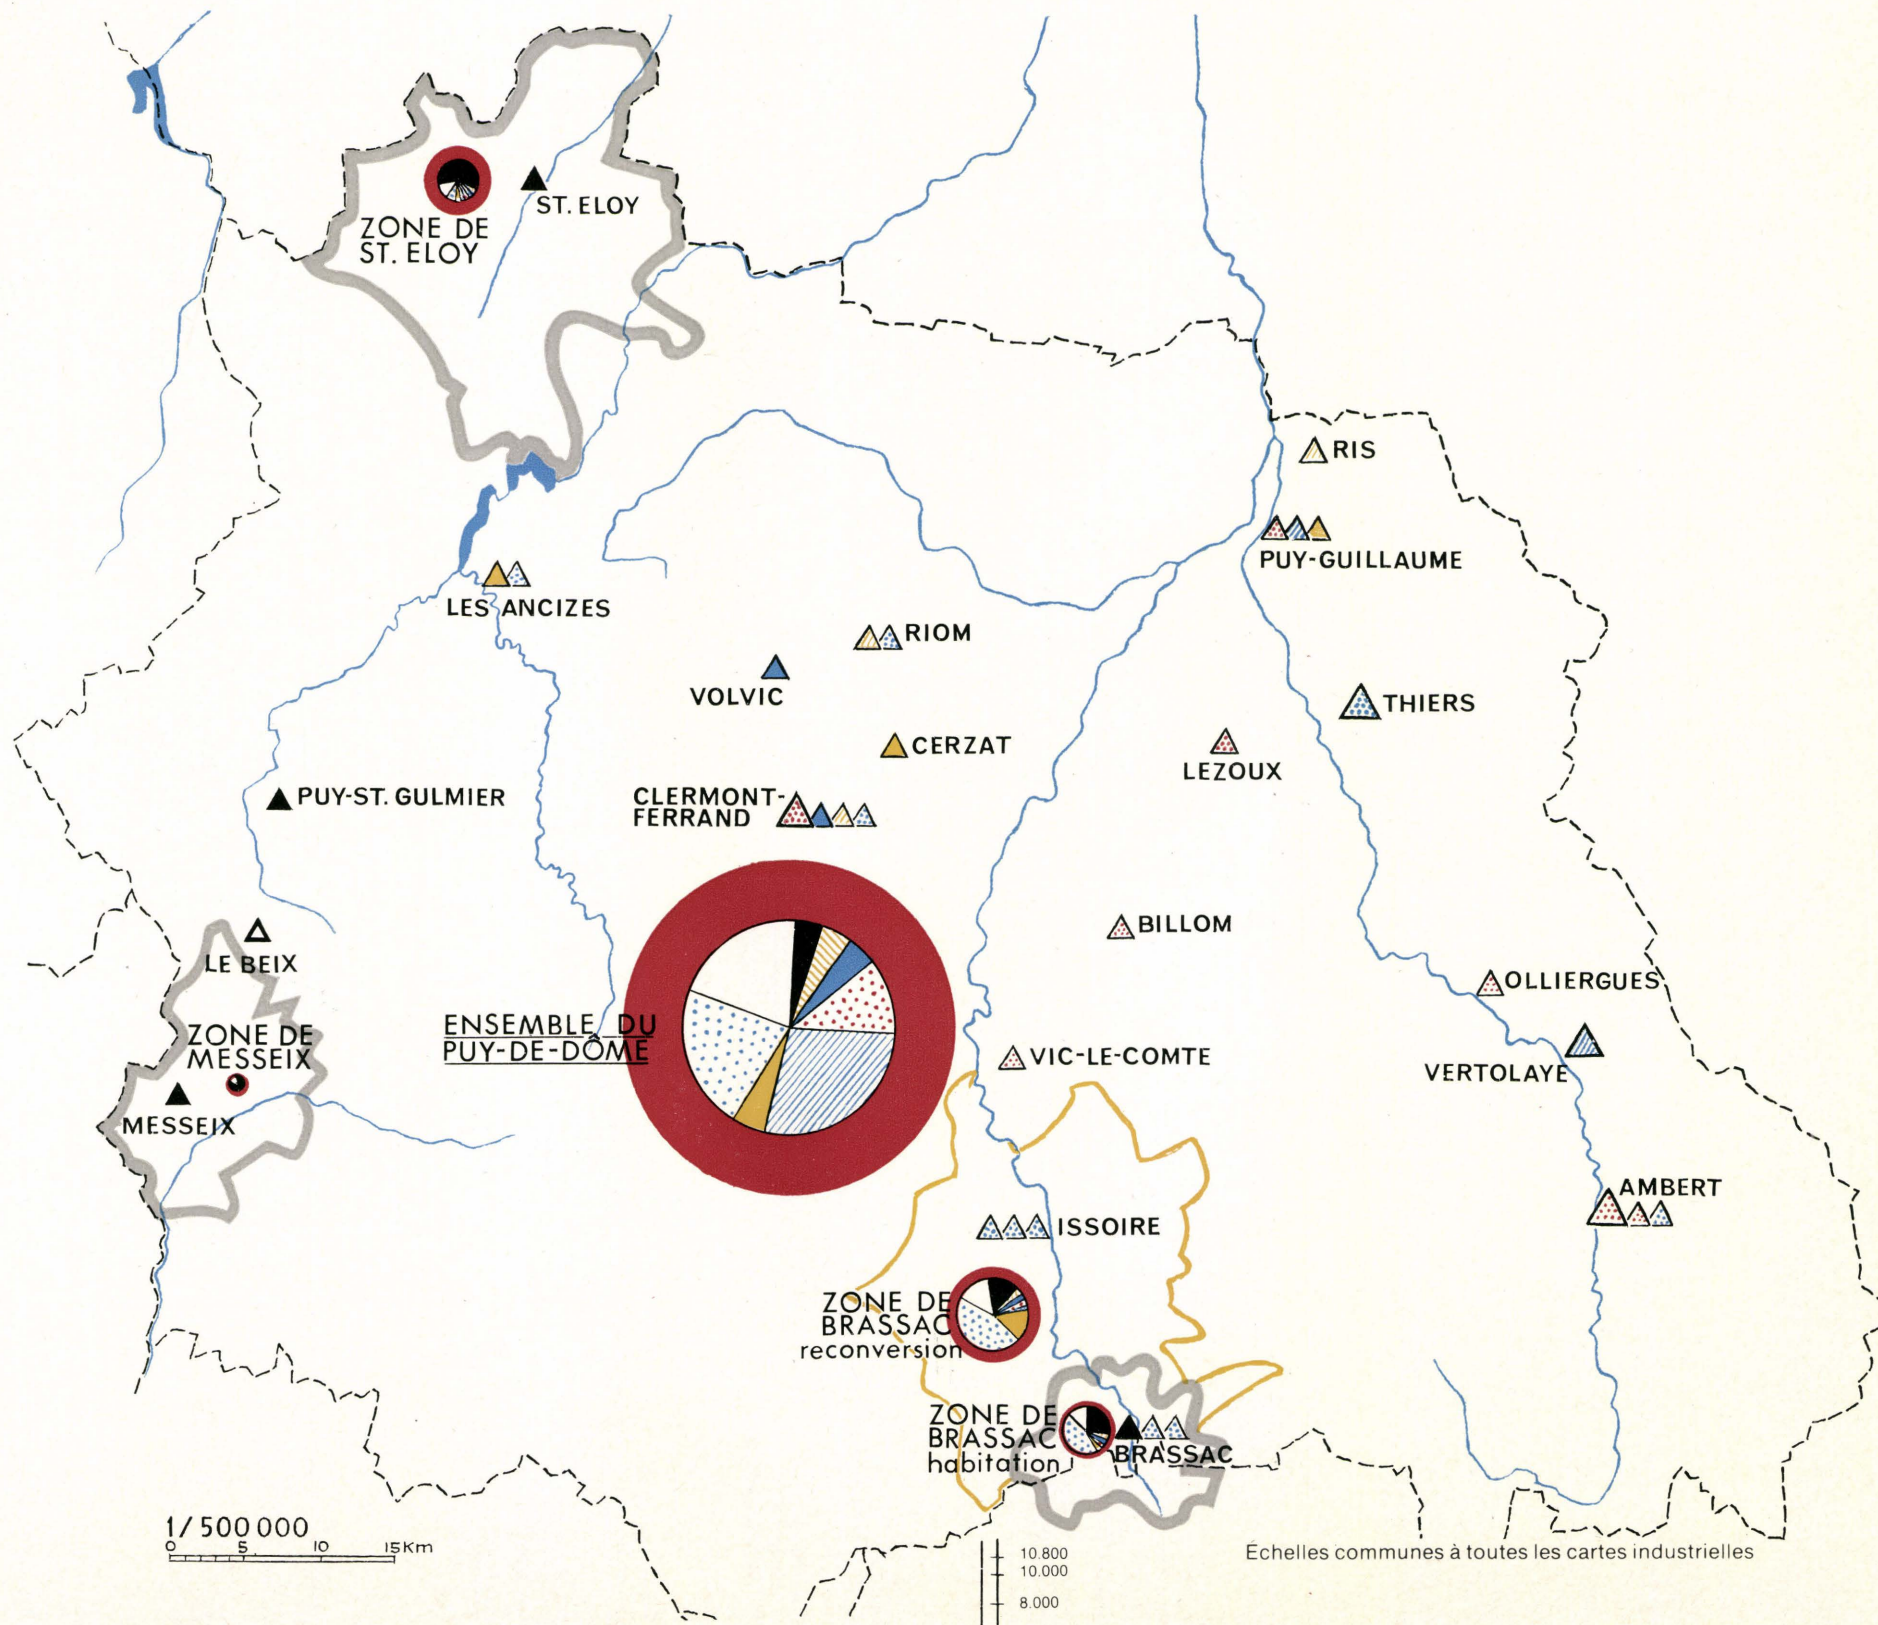 ST. ELOY
ZONE DE
ST. ELOY
RIS
PUY-GUILLAUME
LES ANCIZES
RIOM
VOLVIC
THIERS
CERZAT
LEZOUX
PUY-ST. GULMIER
CLERMONT-
FERRAND
BILLOM
LE BEIX
OLLIERGUES
ZONE DE
MESSEIX
ENSEMBLE DU
PUY-DE-DÔME
VIC-LE-COMTE
VERTOLAYE
MESSEIX
AMBERT
ISSOIRE
ZONE DE
BRASSAC
reconversion
ZONE DE
BRASSAC
habitation
BRASSAC
1/500 000
0 5 10 15Km
10.800
10.000
8.000
Échelles communes à toutes les cartes industrielles